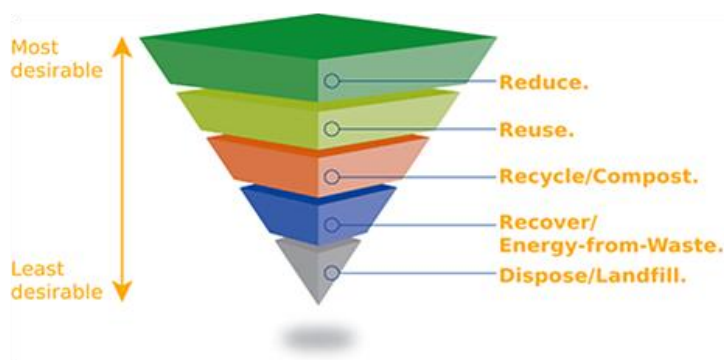 Most
desirable
Reduce.
Reuse.
Recycle/Compost.
Recover/
Energy-from-Waste.
Least
desirable
Dispose/Landfill.